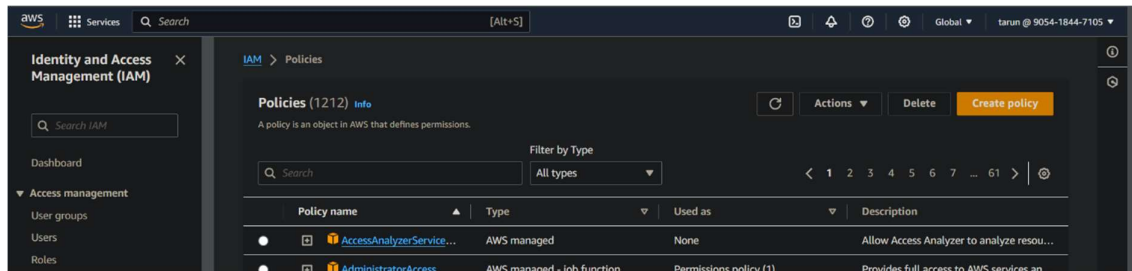 aws Services Search [Alt+S] Global ▼ tarun @ 9054-1844-7105 ▼
Identity and Access
Management (IAM)
Search IAM
Dashboard
Access management
User groups
Users
Roles
IAM > Policies
Policies (1212) Info
Actions ▼ Delete Create policy
A policy is an object in AWS that defines permissions.
Filter by Type
Search All types ▼ < 1 2 3 4 5 6 7 ... 61 >
Policy name ▲ Type Used as Description
AccessAnalyzerService... AWS managed None Allow Access Analyzer to analyze resou...
AdministratorAccess AWS managed - job function Permissions policy (1) Provides full access to AWS services an...